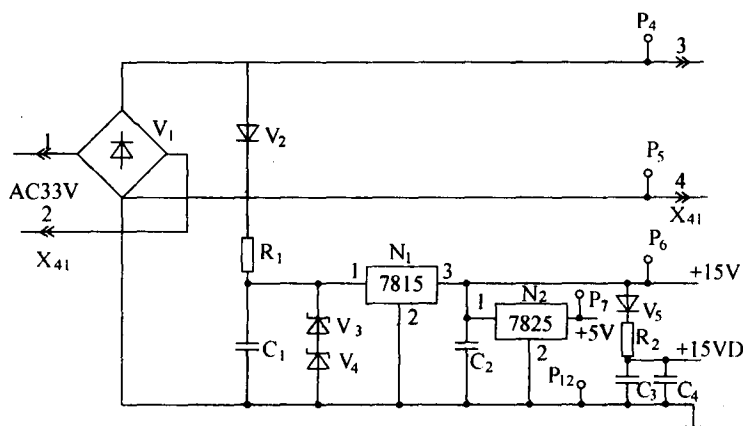 P4
3
1
V1
V2
P5
AC33V
4
2
X41
X41
R1
N1
P6
1
7815
3
+15V
N2
P7
1
7825
V5
V3
2
+5V
R2
C1
V4
C2
2
+15VD
P12
C3
C4